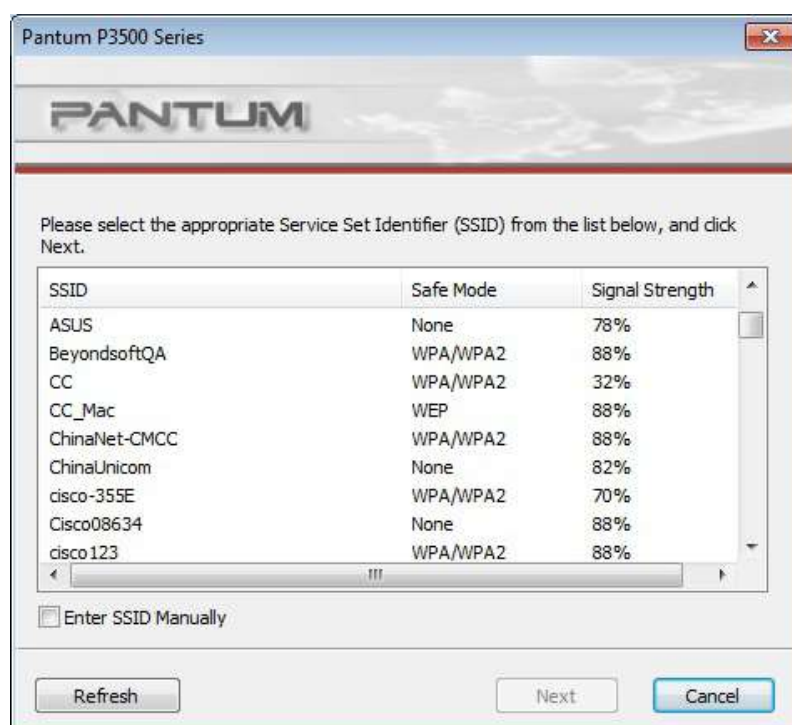 Pantum P3500 Series
PANTUM
Please select the appropriate Service Set Identifier (SSID) from the list below, and click
Next.
SSID Safe Mode Signal Strength
ASUS None 78%
BeyondsoftQA WPA/WPA2 88%
CC WPA/WPA2 32%
CC_Mac WEP 88%
ChinaNet-CMCC WPA/WPA2 88%
ChinaUnicom None 82%
cisco-355E WPA/WPA2 70%
Cisco08634 None 88%
cisco123 WPA/WPA2 88%
Enter SSID Manually
Refresh Next Cancel